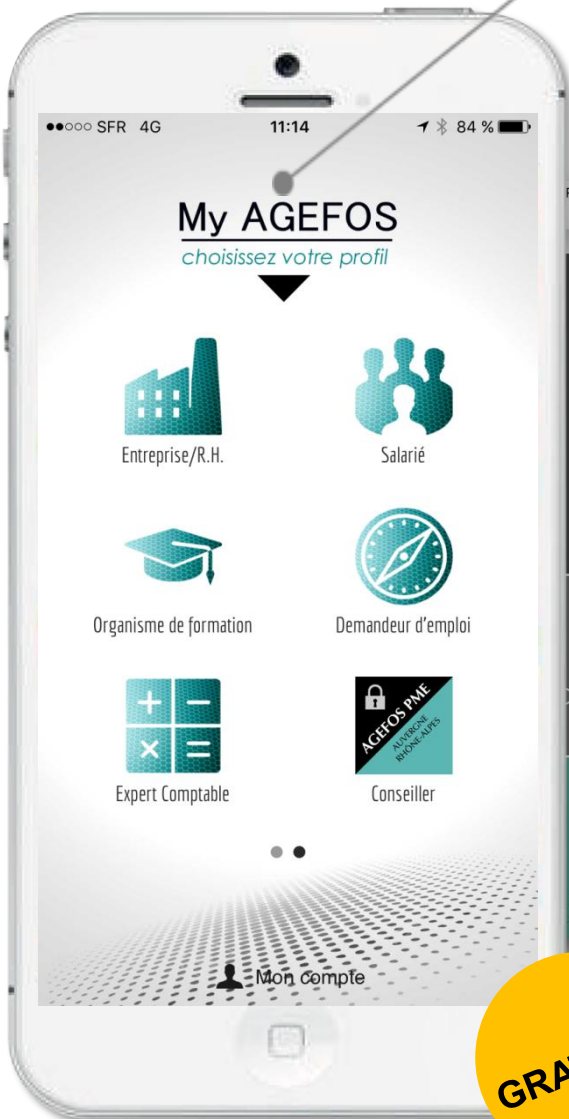 SFR 4G 11:14 84 %
My AGEFOS
choisissez votre profil
Entreprise/R.H. Salarié
Organisme de formation Demandeur d'emploi
AGEFOS PME
AUVERGNE
RHÔNE-ALPES
Expert Comptable Conseiller
Mon compte